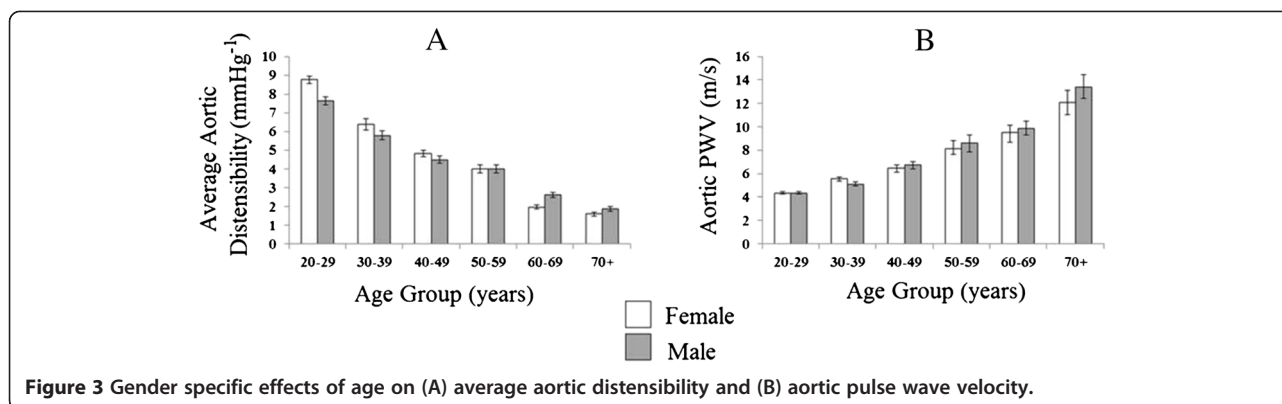 A
Average Aortic
Distensibility (mmHg-1)
10
9
8
7
6
5
4
3
2
1
0
20-29 30-39 40-49 50-59 60-69 70+
Age Group (years)
B
Aortic PWV (m/s)
16
14
12
10
8
6
4
2
0
20-29 30-39 40-49 50-59 60-69 70+
Age Group (years)
Female
Male
Figure 3 Gender specific effects of age on (A) average aortic distensibility and (B) aortic pulse wave velocity.